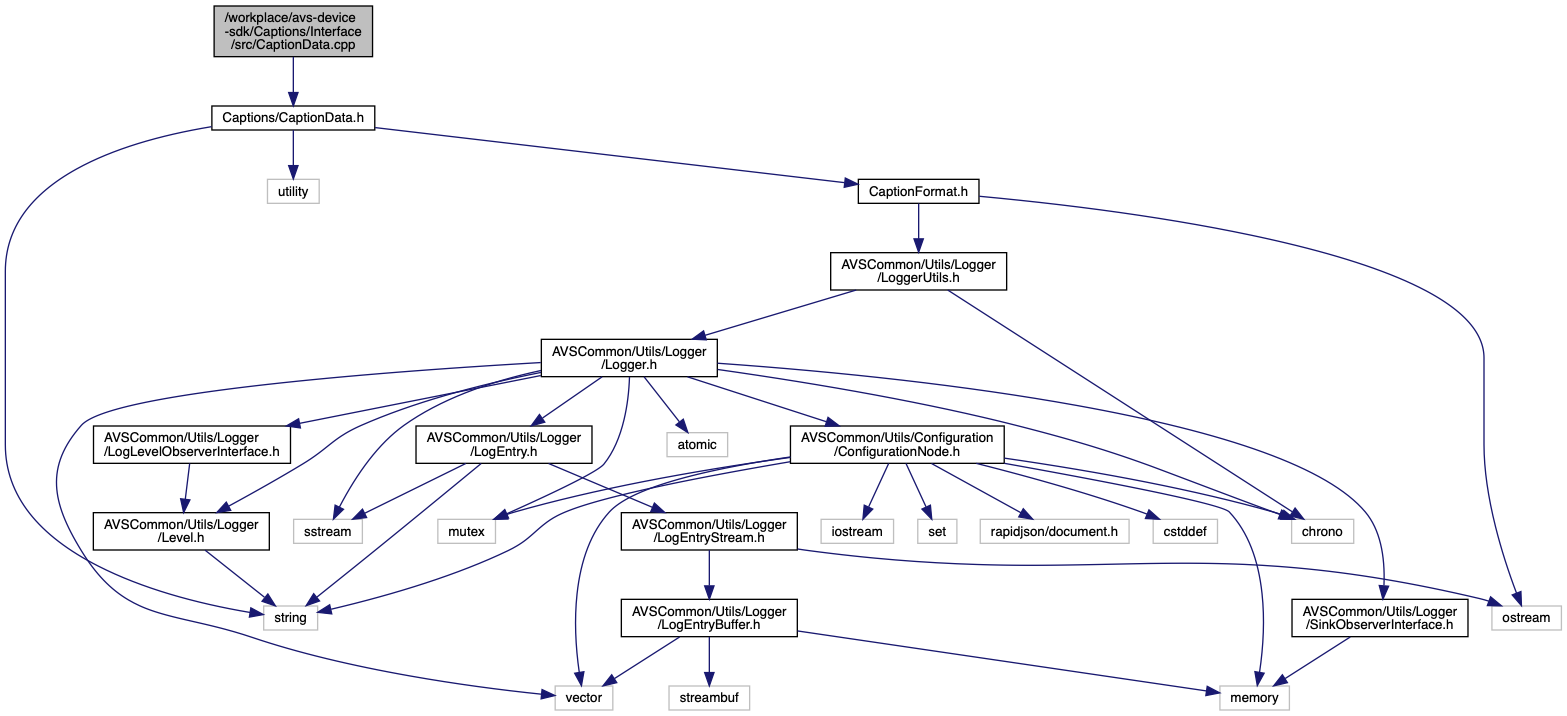 /workplace/avs-device
-sdk/Captions/Interface
/src/CaptionData.cpp
Captions/CaptionData.h
utility
CaptionFormat.h
AVSCommon/Utils/Logger
/LoggerUtils.h
AVSCommon/Utils/Logger
/Logger.h
AVSCommon/Utils/Logger
/LogLevelObserverInterface.h
AVSCommon/Utils/Logger
/LogEntry.h
atomic
AVSCommon/Utils/Configuration
/ConfigurationNode.h
AVSCommon/Utils/Logger
/Level.h
sstream
mutex
AVSCommon/Utils/Logger
/LogEntryStream.h
iostream
set
rapidjson/document.h
cstddef
chrono
string
AVSCommon/Utils/Logger
/LogEntryBuffer.h
AVSCommon/Utils/Logger
/SinkObserverInterface.h
ostream
vector
streambuf
memory